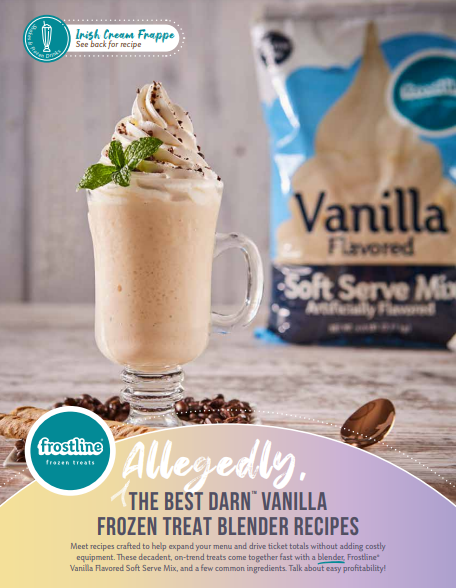 Irish Cream Frappe
See back for recipe
frostline
Vanilla
Flavored
Soft Serve Mix
Artificially Flavored
frostline®
frozen treats
Allegedly,
THE BEST DARN™ VANILLA
FROZEN TREAT BLENDER RECIPES
Meet recipes crafted to help expand your menu and drive ticket totals without adding costly
equipment. These decadent, on-trend treats come together fast with a blender, Frostline®
Vanilla Flavored Soft Serve Mix, and a few common ingredients. Talk about easy profitability!